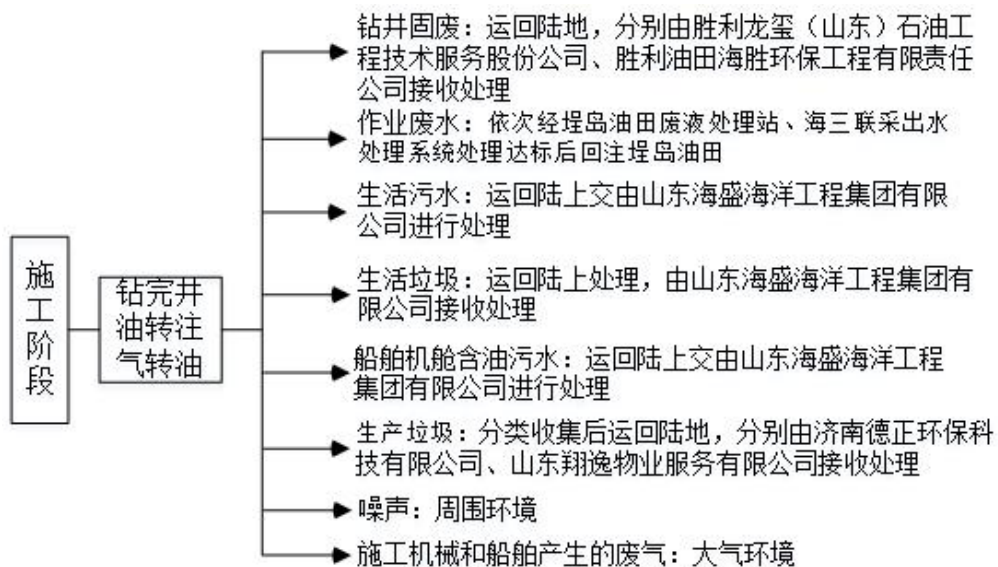 施工阶段
钻完井
油转注
气转油
钻井固废：运回陆地，分别由胜利龙玺（山东）石油工
程技术服务股份公司、胜利油田海胜环保工程有限责任
公司接收处理
作业废水：依次经埕岛油田废液处理站、海三联采出水
处理系统处理达标后回注埕岛油田
生活污水：运回陆上交由山东海盛海洋工程集团有限
公司进行处理
生活垃圾：运回陆上处理，由山东海盛海洋工程集团有
限公司接收处理
船舶机舱含油污水：运回陆上交由山东海盛海洋工程
集团有限公司进行处理
生产垃圾：分类收集后运回陆地，分别由济南德正环保科
技有限公司、山东翔逸物业服务有限公司接收处理
噪声：周围环境
施工机械和船舶产生的废气：大气环境